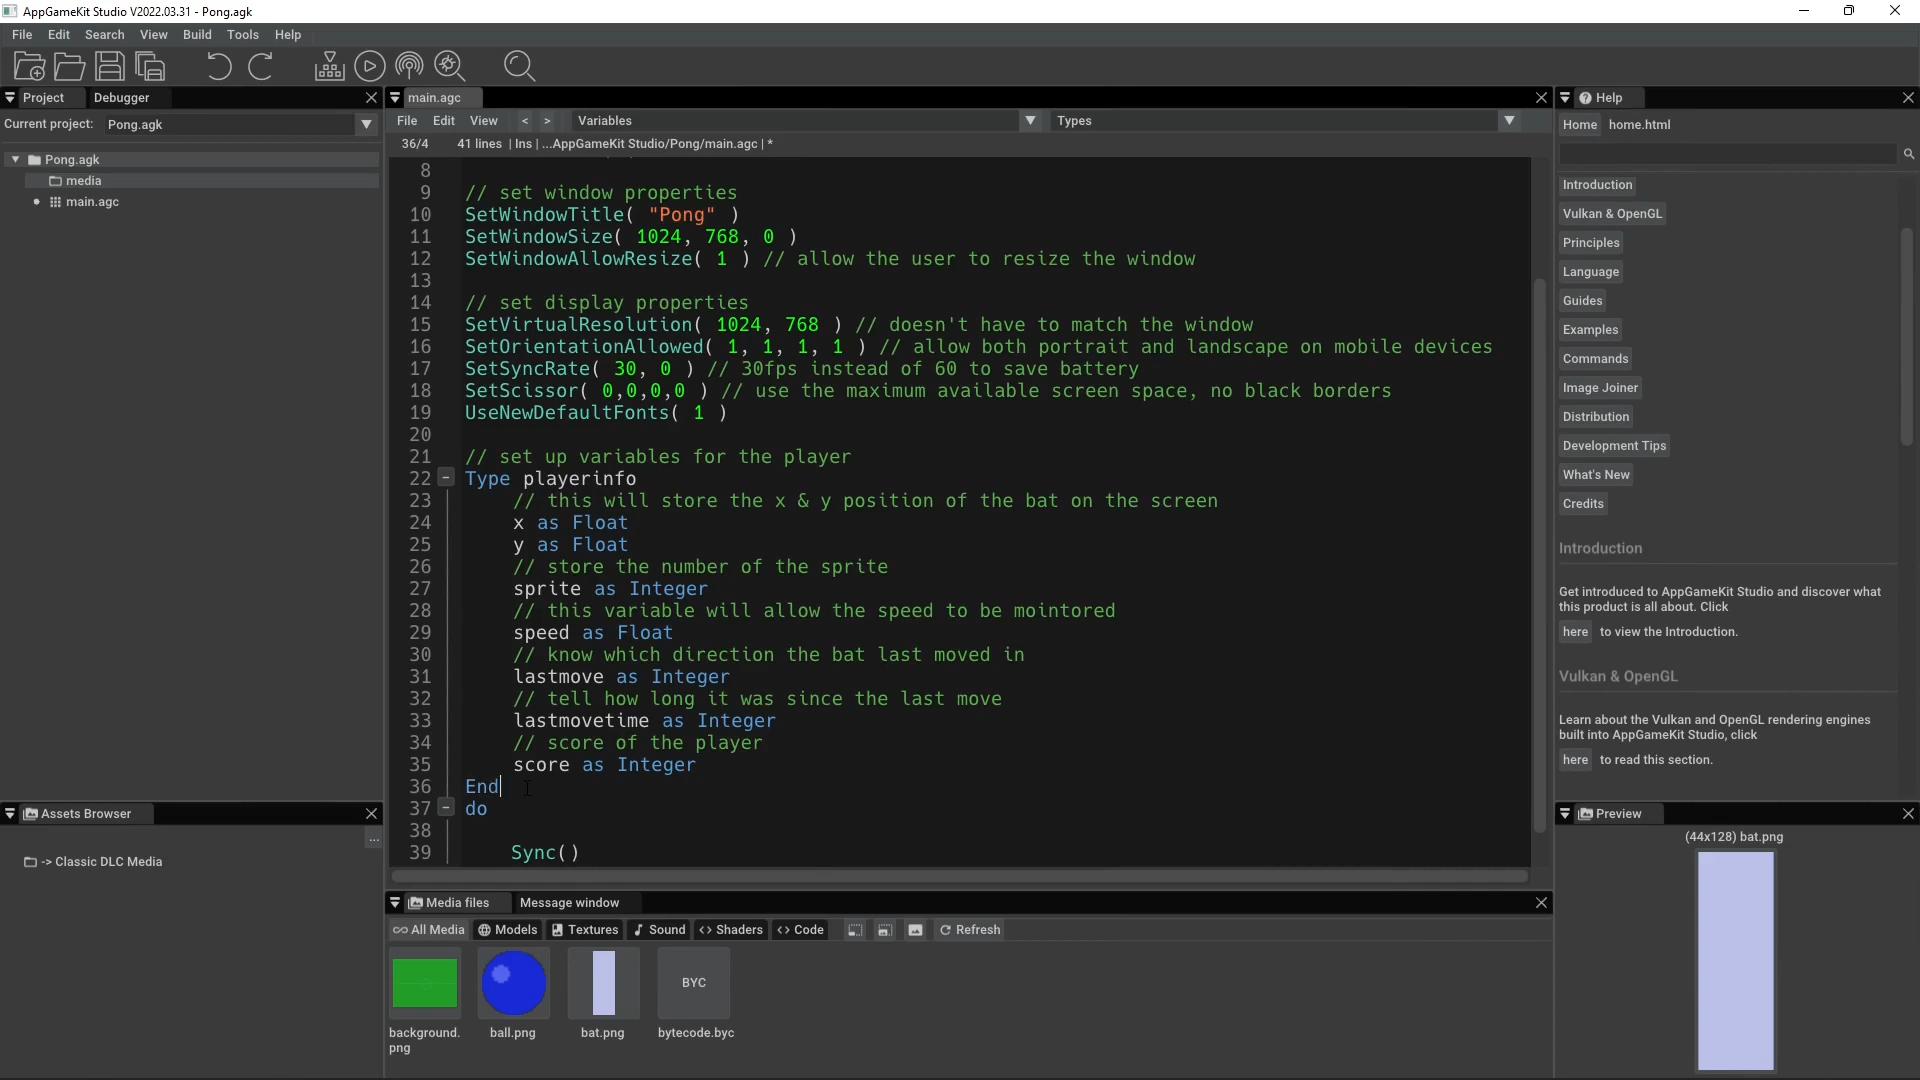 AppGameKit Studio V2022.03.31 - Pong.agk
File Edit Search View Build Tools Help
Project Debugger
Current project: Pong.agk
Pong.agk
media
main.agc
Assets Browser
...
-> Classic DLC Media
main.agc
File Edit View < > Variables Types
36/4 41 lines | Ins | ...AppGameKit Studio/Pong/main.agc | *
8
9 // set window properties
10 SetWindowTitle( "Pong" )
11 SetWindowSize( 1024, 768, 0 )
12 SetWindowAllowResize( 1 ) // allow the user to resize the window
13
14 // set display properties
15 SetVirtualResolution( 1024, 768 ) // doesn't have to match the window
16 SetOrientationAllowed( 1, 1, 1, 1 ) // allow both portrait and landscape on mobile devices
17 SetSyncRate( 30, 0 ) // 30fps instead of 60 to save battery
18 SetScissor( 0,0,0,0 ) // use the maximum available screen space, no black borders
19 UseNewDefaultFonts( 1 )
20
21 // set up variables for the player
22 Type playerinfo
23 // this will store the x & y position of the bat on the screen
24 x as Float
25 y as Float
26 // store the number of the sprite
27 sprite as Integer
28 // this variable will allow the speed to be mointored
29 speed as Float
30 // know which direction the bat last moved in
31 lastmove as Integer
32 // tell how long it was since the last move
33 lastmovetime as Integer
34 // score of the player
35 score as Integer
36 End
37 do
38
39 Sync()
Media files Message window
All Media Models Textures Sound <> Shaders <> Code Refresh
BYC
background.png
ball.png
bat.png
bytecode.byc
Help
Home home.html
Introduction
Vulkan & OpenGL
Principles
Language
Guides
Examples
Commands
Image Joiner
Distribution
Development Tips
What's New
Credits
Introduction
Get introduced to AppGameKit Studio and discover what
this product is all about. Click
here to view the Introduction.
Vulkan & OpenGL
Learn about the Vulkan and OpenGL rendering engines
built into AppGameKit Studio, click
here to read this section.
Preview
(44x128) bat.png